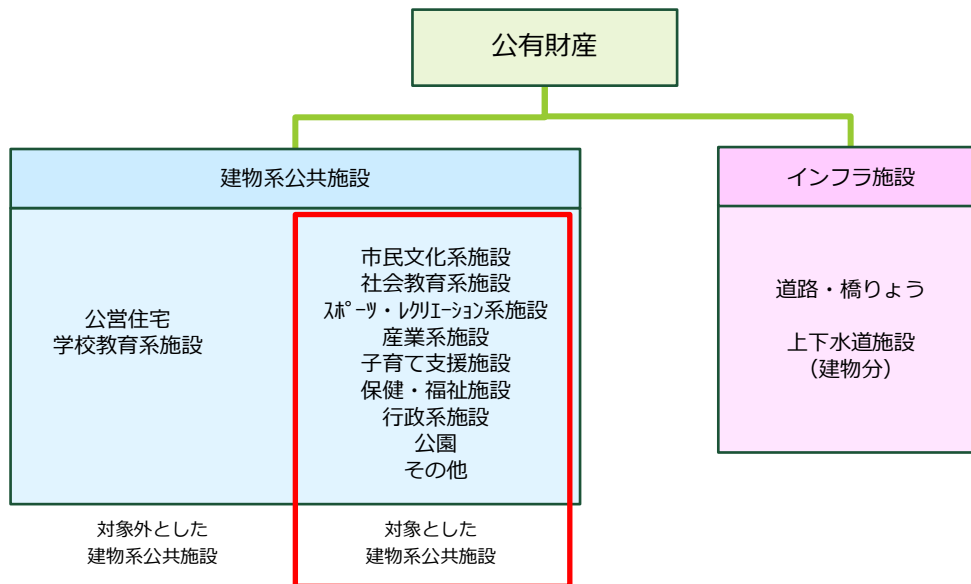 公有財産
建物系公共施設
公営住宅
学校教育系施設
市民文化系施設
社会教育系施設
ｽﾎﾟｰﾂ・ﾚｸﾘｴｰｼｮﾝ系施設
産業系施設
子育て支援施設
保健・福祉施設
行政系施設
公園
その他
対象外とした
建物系公共施設
対象とした
建物系公共施設
インフラ施設
道路・橋りょう
上下水道施設
（建物分）